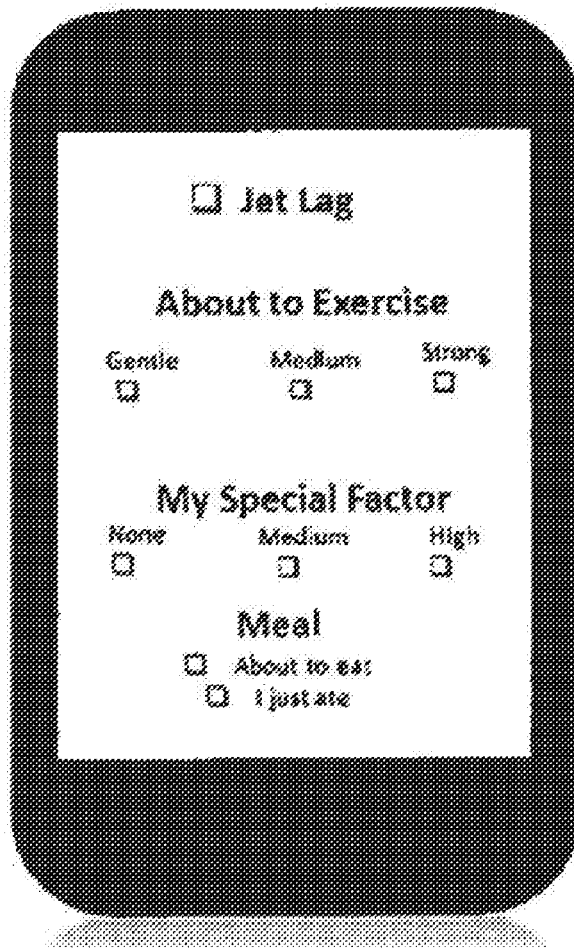 Jet Lag
About to Exercise
Gentle Medium Strong
My Special Factor
None Medium High
Meal
About to eat
I just ate